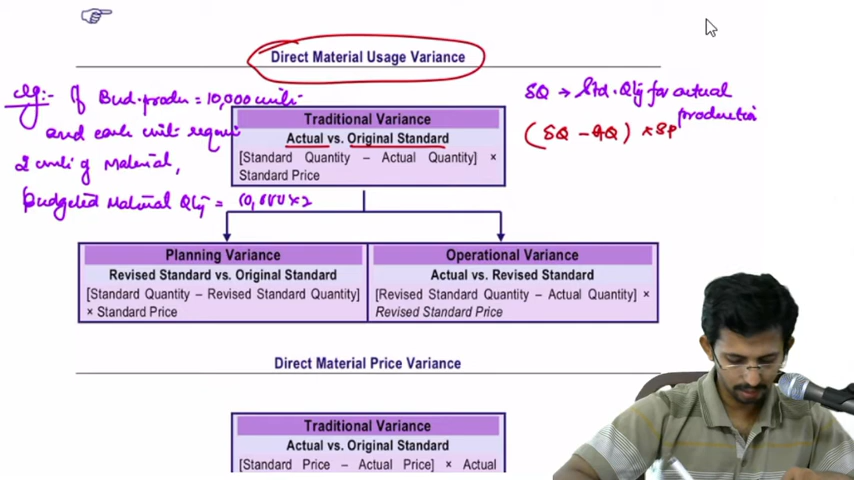 Direct Material Usage Variance
eg:- If Bud. produn = 10,000 units
and each unit requi
2 units of Material,
Budgeted Material Qty = 10,000 x 2
SQ → Std. Qty for actual
production
(SQ - AQ) x SP
Traditional Variance
Actual vs. Original Standard
[Standard Quantity – Actual Quantity] ×
Standard Price
Planning Variance
Revised Standard vs. Original Standard
[Standard Quantity – Revised Standard Quantity]
× Standard Price
Operational Variance
Actual vs. Revised Standard
[Revised Standard Quantity – Actual Quantity] ×
Revised Standard Price
Direct Material Price Variance
Traditional Variance
Actual vs. Original Standard
[Standard Price – Actual Price] × Actual